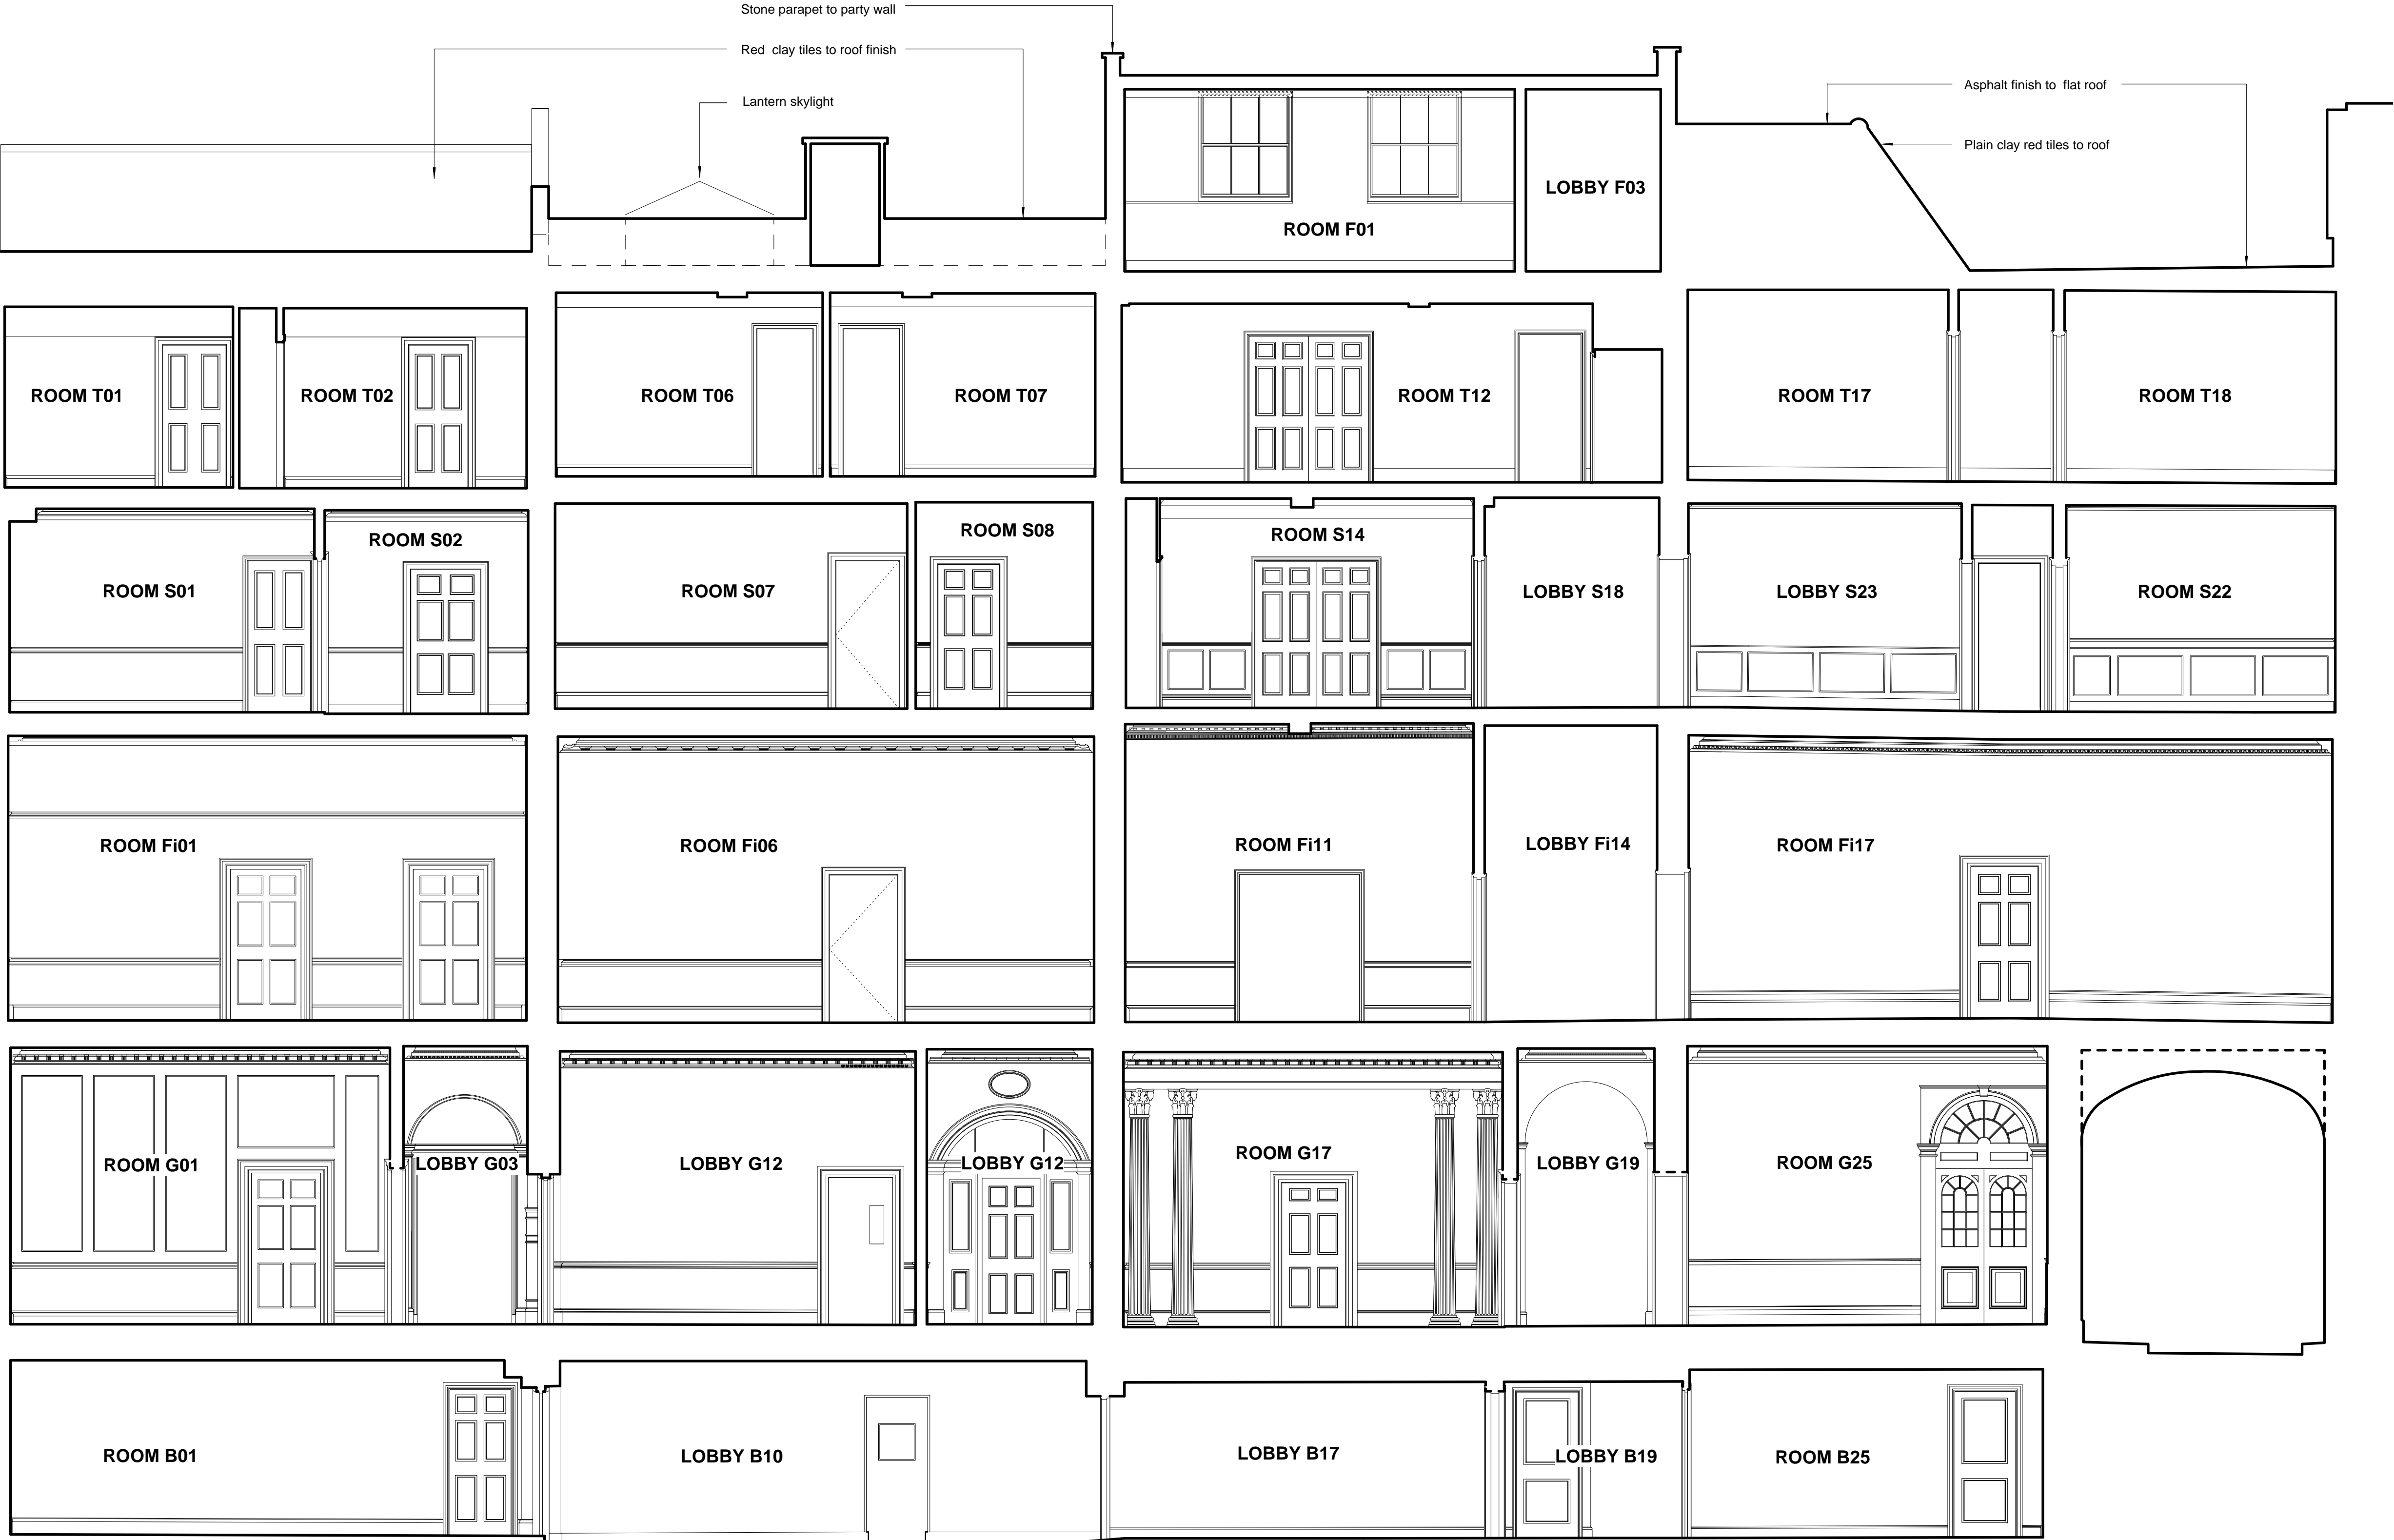 Stone parapet to party wall
Red clay tiles to roof finish
Lantern skylight
Asphalt finish to flat roof
Plain clay red tiles to roof
LOBBY F03
ROOM F01
ROOM T01
ROOM T02
ROOM T06
ROOM T07
ROOM T12
ROOM T17
ROOM T18
ROOM S01
ROOM S02
ROOM S07
ROOM S08
ROOM S14
LOBBY S18
LOBBY S23
ROOM S22
ROOM Fi01
ROOM Fi06
ROOM Fi11
LOBBY Fi14
ROOM Fi17
ROOM G01
LOBBY G03
LOBBY G12
LOBBY G12
ROOM G17
LOBBY G19
ROOM G25
ROOM B01
LOBBY B10
LOBBY B17
LOBBY B19
ROOM B25